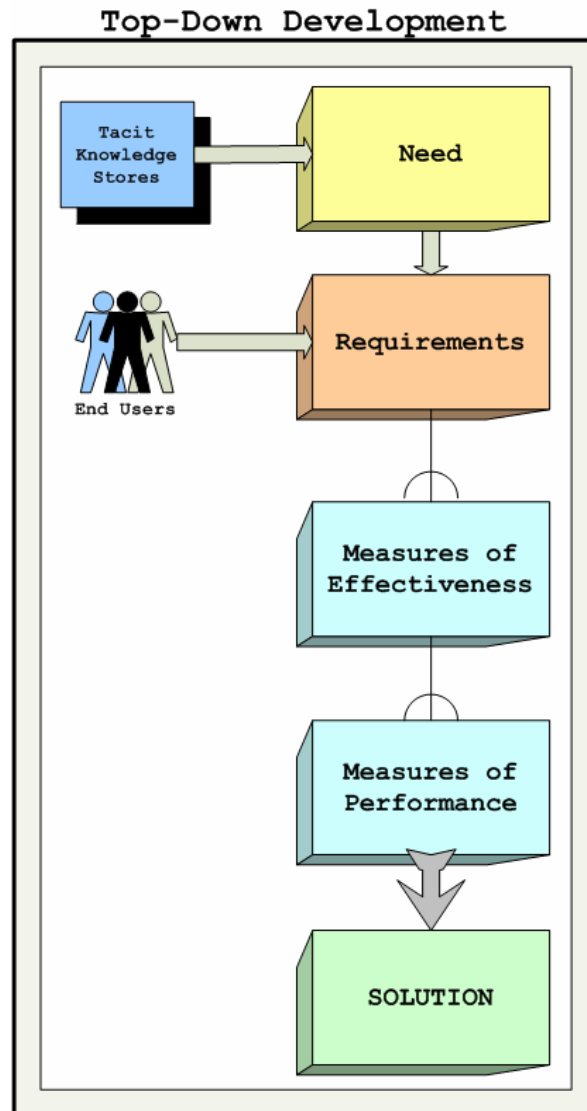 Top-Down Development
Tacit
Knowledge
Stores
Need
End Users
Requirements
Measures of
Effectiveness
Measures of
Performance
SOLUTION